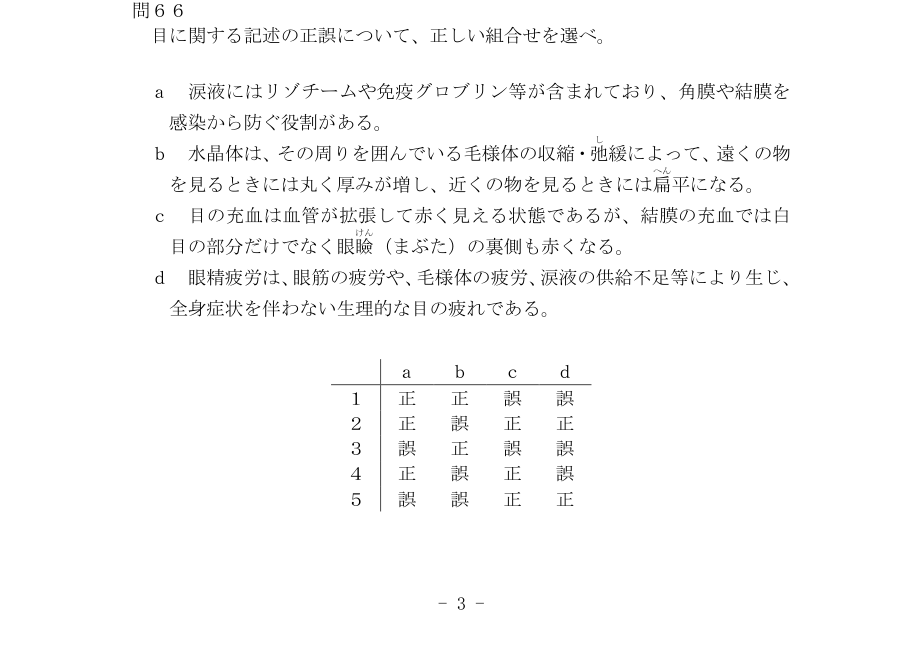 問６６
目に関する記述の正誤について、正しい組合せを選べ。
ａ　涙液にはリゾチームや免疫グロブリン等が含まれており、角膜や結膜を
感染から防ぐ役割がある。
し
ｂ　水晶体は、その周りを囲んでいる毛様体の収縮・弛緩によって、遠くの物
へん
を見るときには丸く厚みが増し、近くの物を見るときには扁平になる。
ｃ　目の充血は血管が拡張して赤く見える状態であるが、結膜の充血では白
けん
目の部分だけでなく眼瞼（まぶた）の裏側も赤くなる。
ｄ　眼精疲労は、眼筋の疲労や、毛様体の疲労、涙液の供給不足等により生じ、
全身症状を伴わない生理的な目の疲れである。
ａ　ｂ　ｃ　ｄ
１　正　正　誤　誤
２　正　誤　正　正
３　誤　正　誤　誤
４　正　誤　正　誤
５　誤　誤　正　正
- 3 -